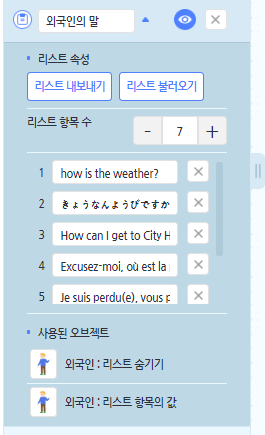 외국인의 말
리스트 속성
리스트 내보내기 리스트 불러오기
리스트 항목 수 - 7 +
1 how is the weather?
2 きょうなんようびですか
3 How can I get to City H
4 Excusez-moi, où est la
5 Je suis perdu(e), vous p
사용된 오브젝트
외국인 : 리스트 숨기기
외국인 : 리스트 항목의 값